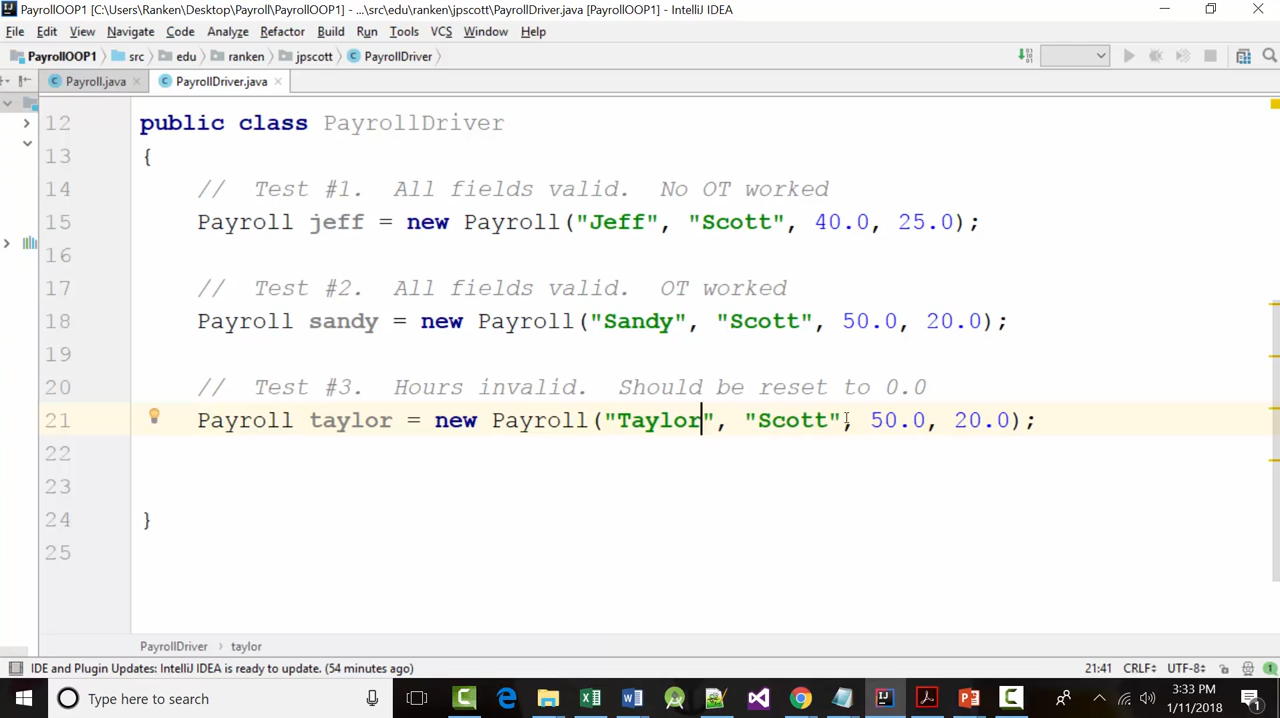 PayrollOOP1 [C:\Users\Ranken\Desktop\Payroll\PayrollOOP1] - ...\src\edu\ranken\jpscott\PayrollDriver.java [PayrollOOP1] - IntelliJ IDEA
File Edit View Navigate Code Analyze Refactor Build Run Tools VCS Window Help
PayrollOOP1 src edu ranken jpscott PayrollDriver
Payroll.java PayrollDriver.java
12 public class PayrollDriver
13 {
14 // Test #1. All fields valid. No OT worked
15 Payroll jeff = new Payroll("Jeff", "Scott", 40.0, 25.0);
16
17 // Test #2. All fields valid. OT worked
18 Payroll sandy = new Payroll("Sandy", "Scott", 50.0, 20.0);
19
20 // Test #3. Hours invalid. Should be reset to 0.0
21 Payroll taylor = new Payroll("Taylor", "Scott", 50.0, 20.0);
22
23
24 }
25
PayrollDriver › taylor
IDE and Plugin Updates: IntelliJ IDEA is ready to update. (54 minutes ago) 21:41 CRLF UTF-8 1
Type here to search
3:33 PM
1/11/2018
1